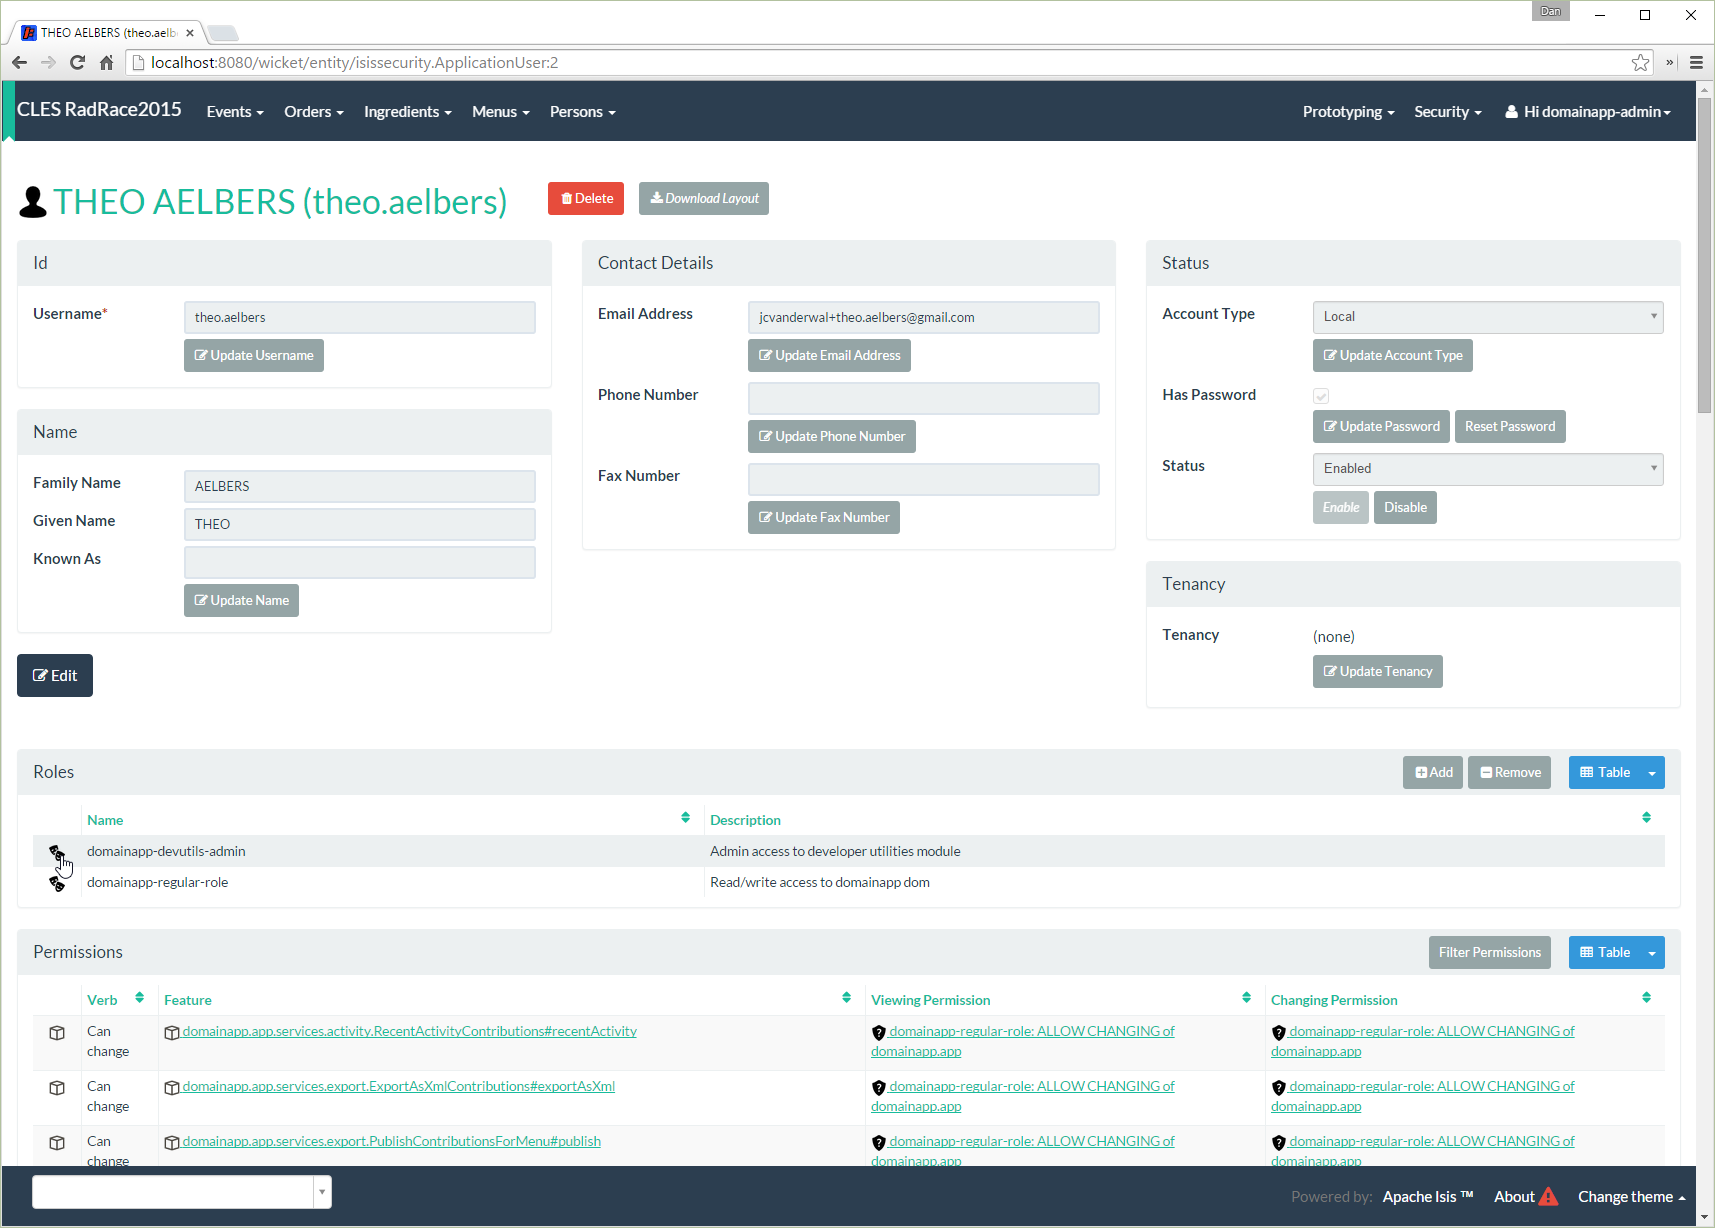 Dan
THEO AELBERS (theo.aelb
localhost:8080/wicket/entity/isissecurity.ApplicationUser:2
CLES RadRace2015 Events Orders Ingredients Menus Persons Prototyping Security Hi domainapp-admin
THEO AELBERS (theo.aelbers) Delete Download Layout
Id
Username* theo.aelbers
Update Username
Name
Family Name AELBERS
Given Name THEO
Known As
Update Name
Edit
Contact Details
Email Address jcvanderwal+theo.aelbers@gmail.com
Update Email Address
Phone Number
Update Phone Number
Fax Number
Update Fax Number
Status
Account Type Local
Update Account Type
Has Password
Update Password Reset Password
Status Enabled
Enable Disable
Tenancy
Tenancy (none)
Update Tenancy
Roles Add Remove Table
Name Description
domainapp-devutils-admin Admin access to developer utilities module
domainapp-regular-role Read/write access to domainapp dom
Permissions Filter Permissions Table
Verb Feature Viewing Permission Changing Permission
Can domainapp.app.services.activity.RecentActivityContributions#recentActivity domainapp-regular-role: ALLOW CHANGING of domainapp-regular-role: ALLOW CHANGING of
change domainapp.app domainapp.app
Can domainapp.app.services.export.ExportAsXmlContributions#exportAsXml domainapp-regular-role: ALLOW CHANGING of domainapp-regular-role: ALLOW CHANGING of
change domainapp.app domainapp.app
Can domainapp.app.services.export.PublishContributionsForMenu#publish domainapp-regular-role: ALLOW CHANGING of domainapp-regular-role: ALLOW CHANGING of
change domainapp.app domainapp.app
Powered by: Apache Isis ™ About Change theme